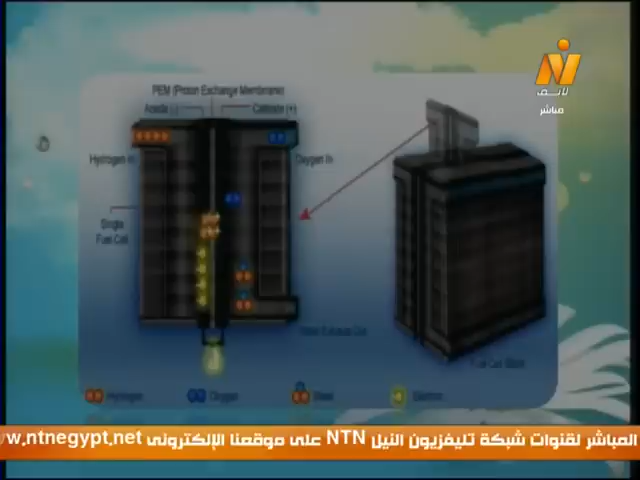 لايف
مباشر
PEM (Proton Exchange Membrane)
Anode (-)
Cathode (+)
Hydrogen In
Oxygen In
Single
Fuel Cell
Water Exhaust Out
Fuel Cell Stack
Hydrogen
Oxygen
Water
Electron
المباشر لقنوات شبكة تليفزيون النيل NTN على موقعنا الإلكترونى www.ntnegypt.net